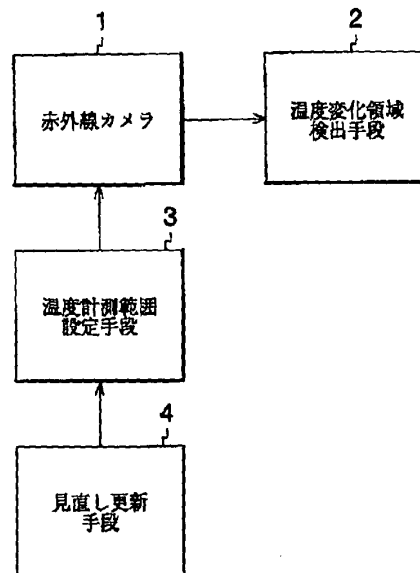 1
赤外線カメラ
2
温度変化領域
検出手段
3
温度計測範囲
設定手段
4
見直し更新
手段